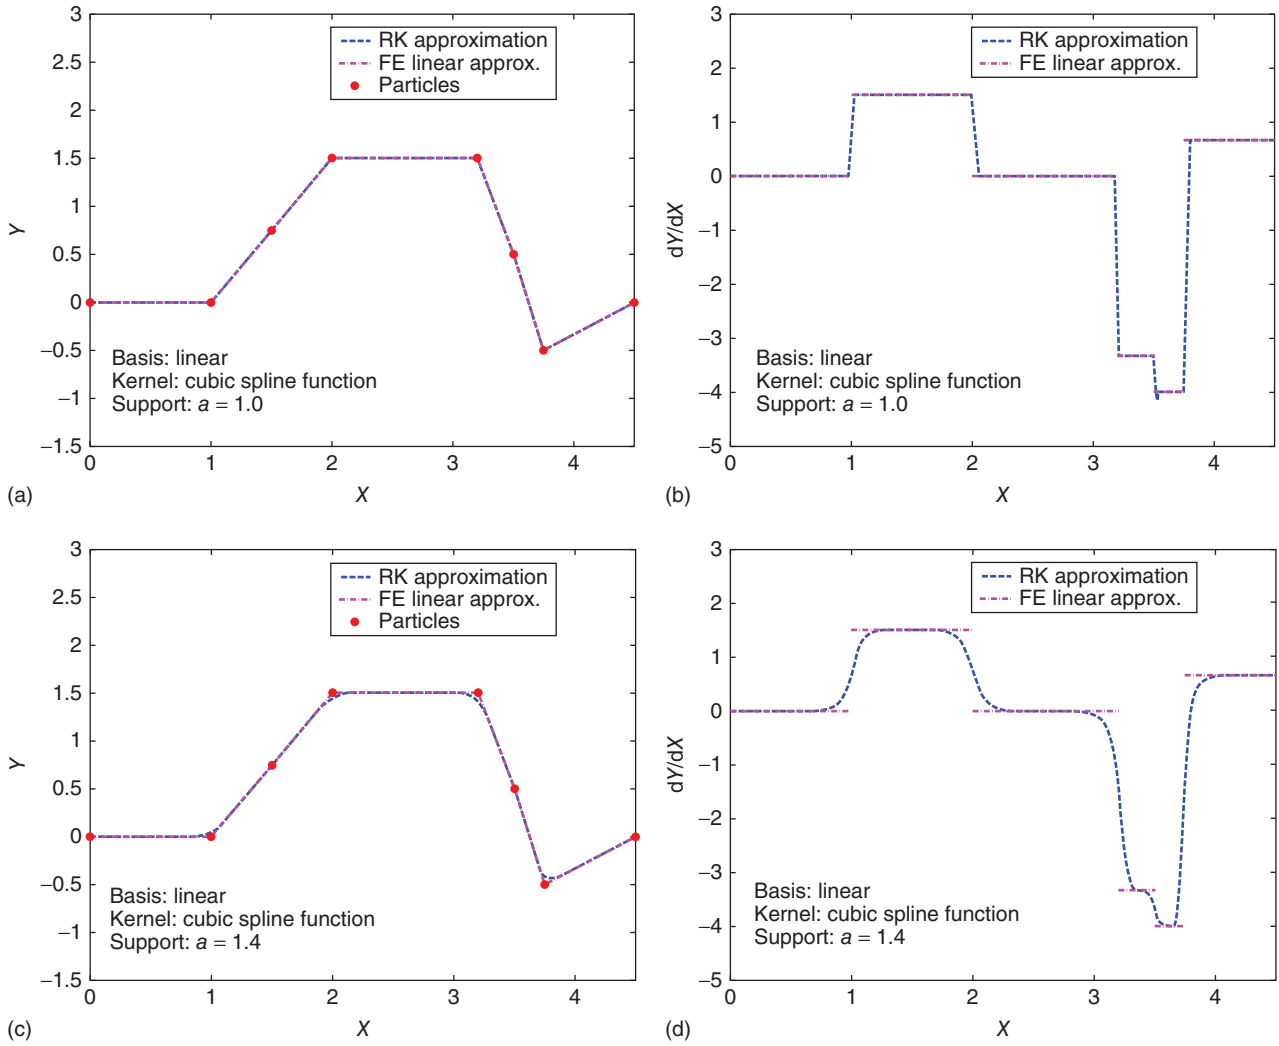 3
2.5
2
1.5
1
0.5
0
−0.5
−1
−1.5
Y
RK approximation
FE linear approx.
Particles
Basis: linear
Kernel: cubic spline function
Support: a = 1.0
0 1 2 3 4
X
(a)
3
2
1
0
−1
−2
−3
−4
−5
dY/dX
RK approximation
FE linear approx.
Basis: linear
Kernel: cubic spline function
Support: a = 1.0
0 1 2 3 4
X
(b)
3
2.5
2
1.5
1
0.5
0
−0.5
−1
−1.5
Y
RK approximation
FE linear approx.
Particles
Basis: linear
Kernel: cubic spline function
Support: a = 1.4
0 1 2 3 4
X
(c)
3
2
1
0
−1
−2
−3
−4
−5
dY/dX
RK approximation
FE linear approx.
Basis: linear
Kernel: cubic spline function
Support: a = 1.4
0 1 2 3 4
X
(d)